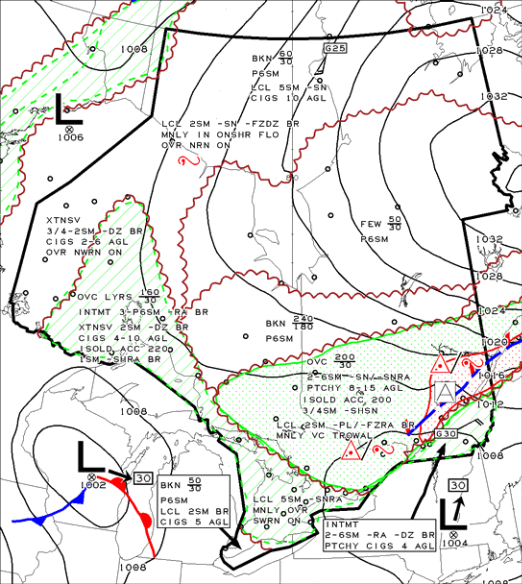 1024
1008
BKN 60/30
G25
1028
P6SM
LCL 5SM -SN
CIGS 10 AGL
1032
LCL 2SM -SN -FZDZ BR
MNLY IN ONSHR FLO
OVR NRN ON
L
1006
XTNSV
3/4-2SM -DZ BR
CIGS 2-6 AGL
OVR NWRN ON
FEW 50/30
P6SM
1032
1028
OVC LYRS 160/30
INTMT 3-P6SM -RA BR
XTNSV 2SM -DZ BR
CIGS 4-10 AGL
ISOLD ACC 220
1SM -SHRA BR
BKN 240/180
P6SM
1024
1020
OVC 200/30
2-6SM -SN/-SNRA
PTCHY 8-15 AGL
ISOLD ACC 200
3/4SM -SHSN
LCL 2SM -PL/-FZRA BR
MNLY VC TROWAL
1016
1012
G30
1008
1008
L
1002
30
BKN 50/30
P6SM
LCL 2SM BR
CIGS 5 AGL
LCL 5SM -SNRA
MNLY OVR
SWRN ON
INTMT
2-6SM -RA -DZ BR
PTCHY CIGS 4 AGL
30
L
1004
1008
1008